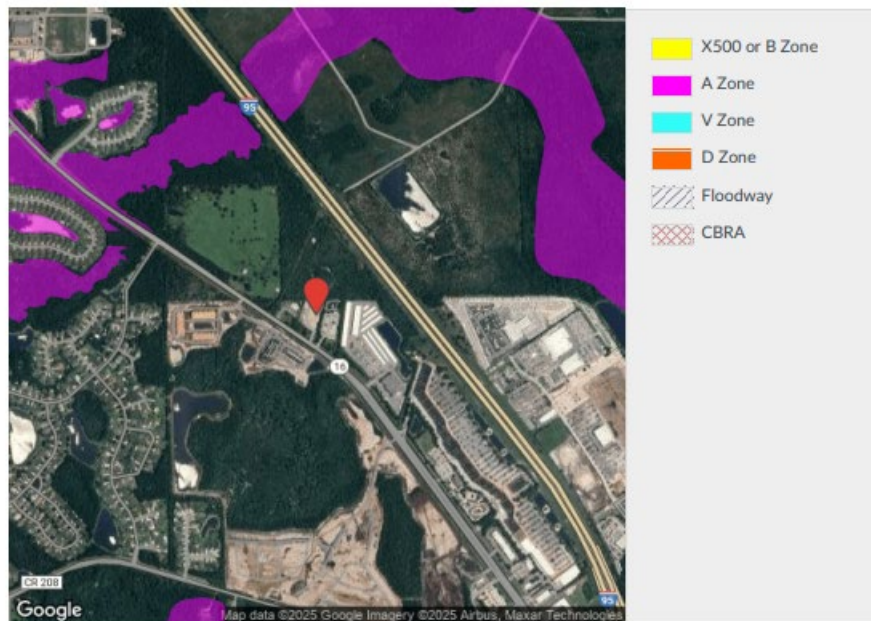 X500 or B Zone
A Zone
V Zone
D Zone
Floodway
CBRA
95
16
CR 208
95
Google
Map data ©2025 Google Imagery ©2025 Airbus, Maxar Technologies